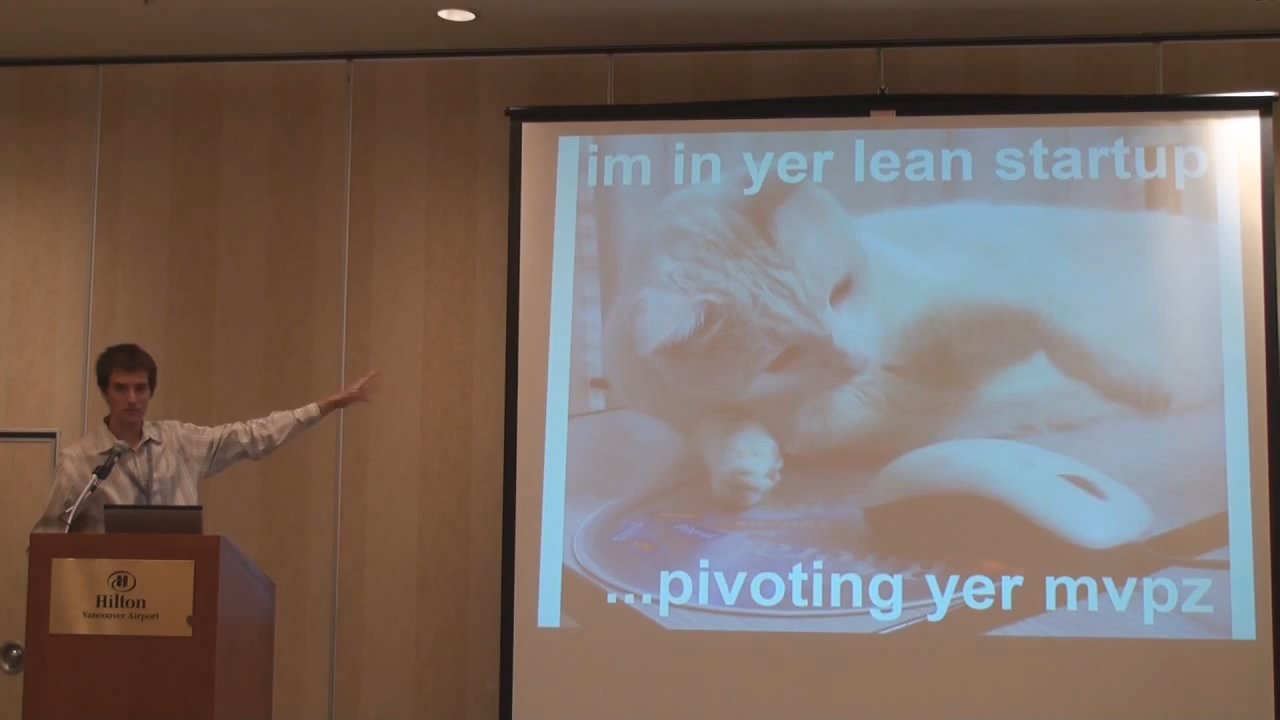 im in yer lean startup
...pivoting yer mvpz
Hilton
Vancouver Airport